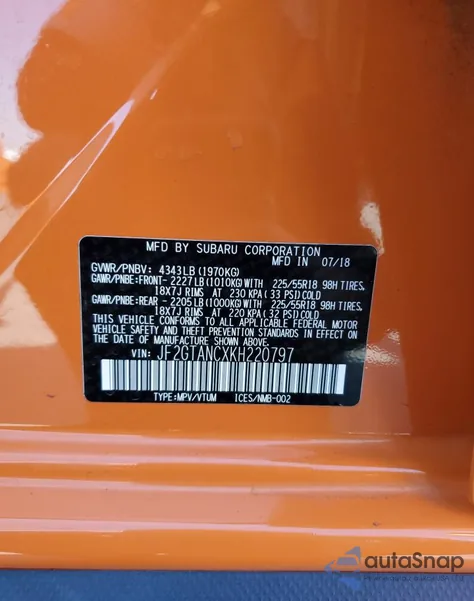 MFD BY SUBARU CORPORATION
MFD IN 07/18
GVWR/PNBV: 4343LB (1970KG)
GAWR/PNBE:FRONT- 2227LB (1010KG)WITH 225/55R18 98H TIRES.
18X7J RIMS AT 230 KPA (33 PSI)COLD
GAWR/PNBE:REAR - 2205LB (1000KG)WITH 225/55R18 98H TIRES.
18X7J RIMS AT 220 KPA (32 PSI)COLD
THIS VEHICLE CONFORMS TO ALL APPLICABLE FEDERAL MOTOR
VEHICLE SAFETY AND THEFT PREVENTION STANDARDS IN EFFECT ON
THE DATE OF MANUFACTURE SHOWN ABOVE.
VIN: JF2GTANCXKH220797
TYPE:MPV/VTUM ICES/NMB-002
autaSnap